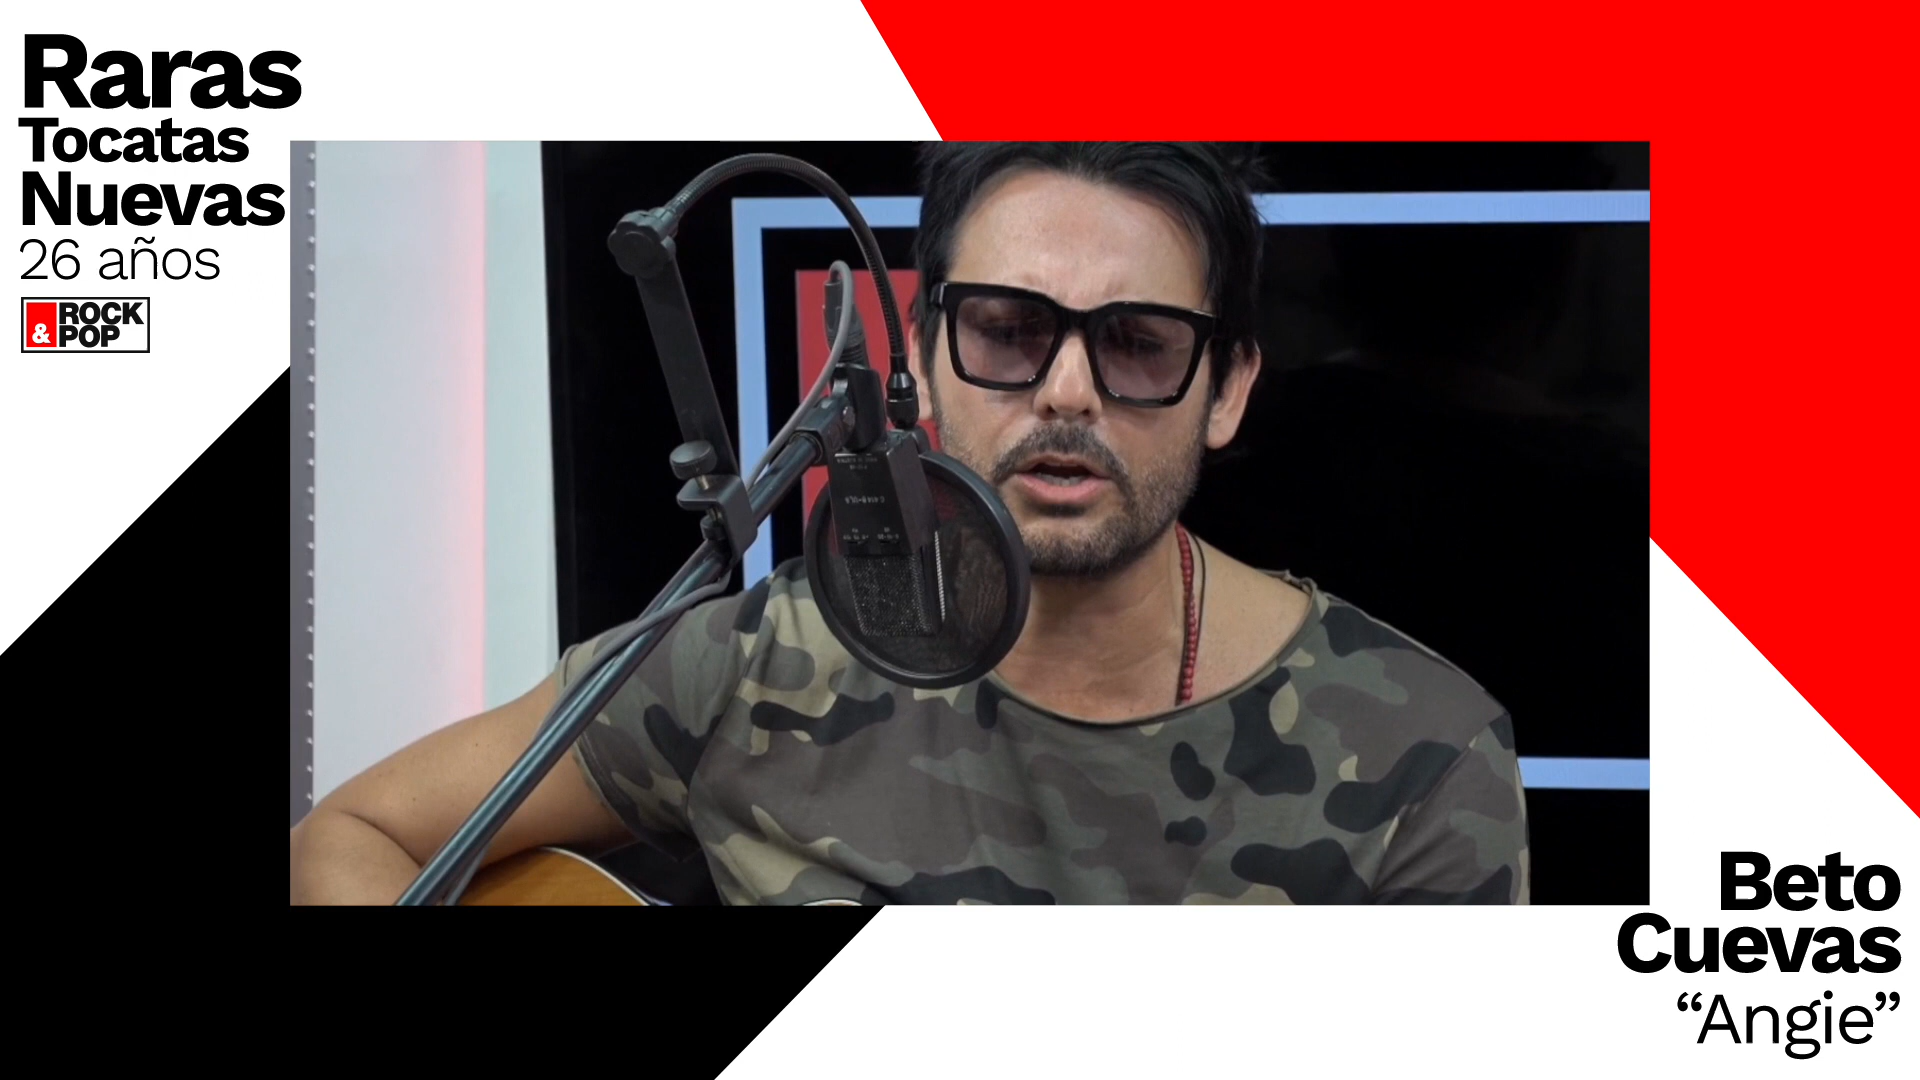 Raras
Tocatas
Nuevas
26 años
ROCK
& POP
Beto
Cuevas
“Angie”